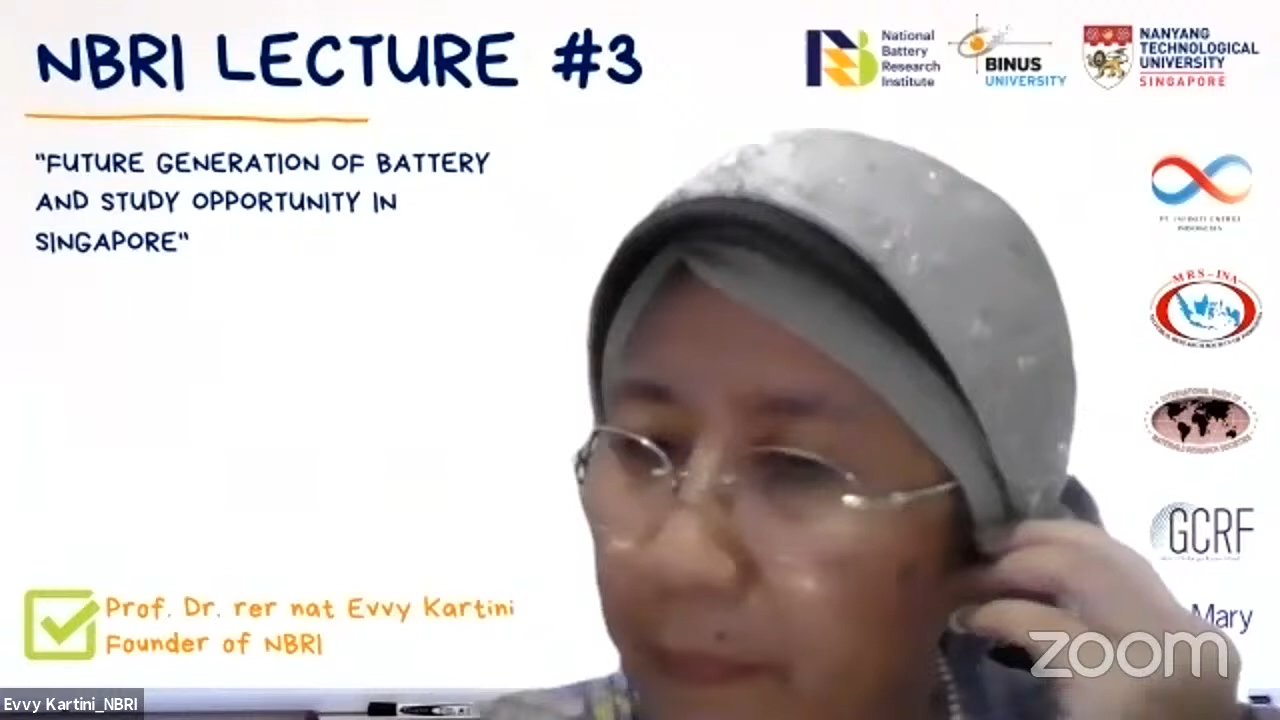 NBRI LECTURE #3
"FUTURE GENERATION OF BATTERY
AND STUDY OPPORTUNITY IN
SINGAPORE"
National
Battery
Research
Institute
BINUS
UNIVERSITY
NANYANG
TECHNOLOGICAL
UNIVERSITY
SINGAPORE
MRS-INA
GCRF
Mary
Prof. Dr. rer nat Evvy Kartini
Founder of NBRI
zoom
Evvy Kartini_NBRI